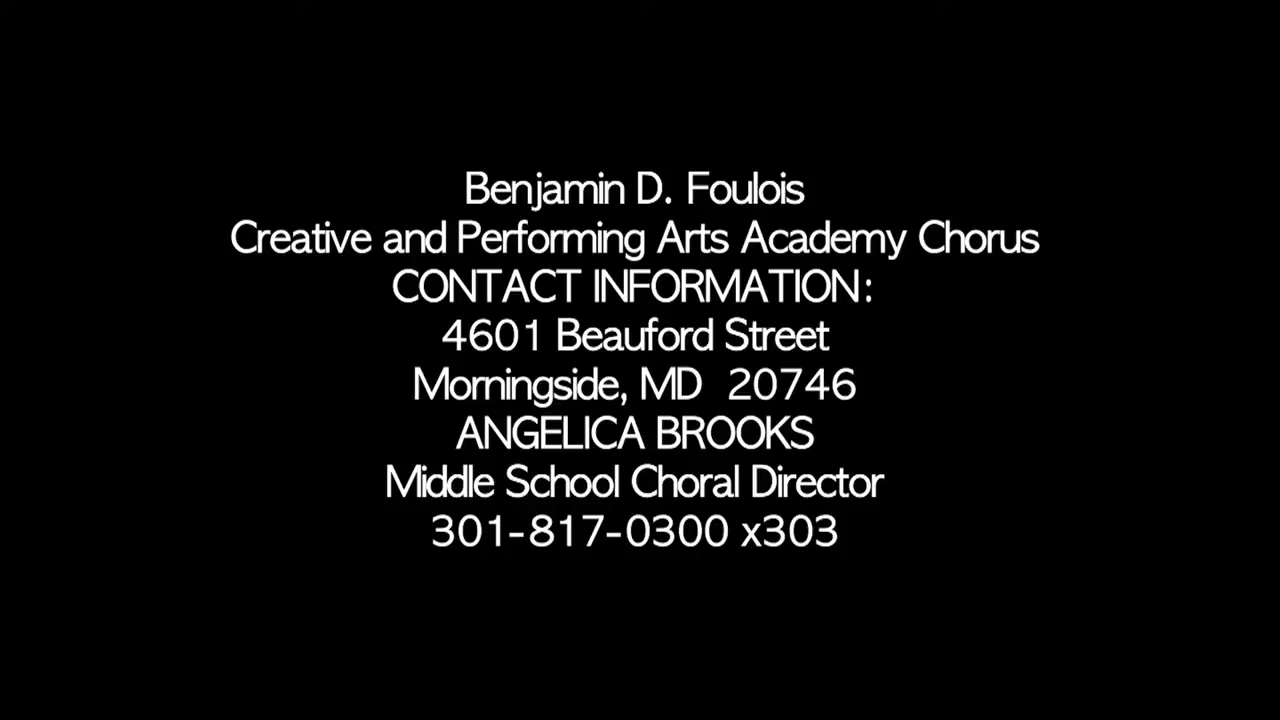 Benjamin D. Foulois
Creative and Performing Arts Academy Chorus
CONTACT INFORMATION:
4601 Beauford Street
Morningside, MD  20746
ANGELICA BROOKS
Middle School Choral Director
301-817-0300 x303